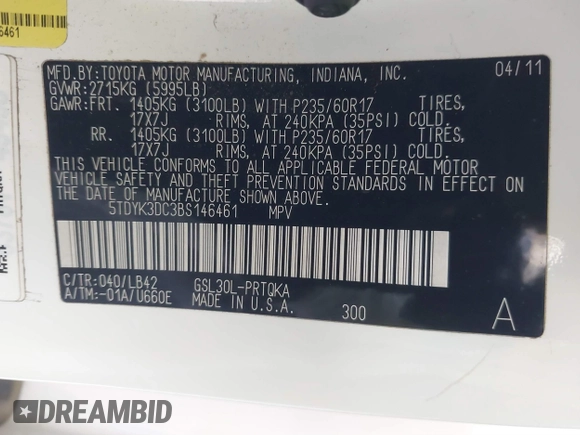 6461
MFD.BY:TOYOTA MOTOR MANUFACTURING, INDIANA, INC. 04/11
GVWR:2715KG (5995LB)
GAWR:FRT. 1405KG (3100LB) WITH P235/60R17 TIRES,
17X7J RIMS, AT 240KPA (35PSI) COLD.
RR. 1405KG (3100LB) WITH P235/60R17 TIRES,
17X7J RIMS, AT 240KPA (35PSI) COLD.
THIS VEHICLE CONFORMS TO ALL APPLICABLE FEDERAL MOTOR
VEHICLE SAFETY AND THEFT PREVENTION STANDARDS IN EFFECT ON
THE DATE OF MANUFACTURE SHOWN ABOVE.
5TDYK3DC3BS146461 MPV
C/TR:040/LB42 GSL30L-PRTQKA
A/TM:-01A/U660E MADE IN U.S.A. 300 A
DREAMBID